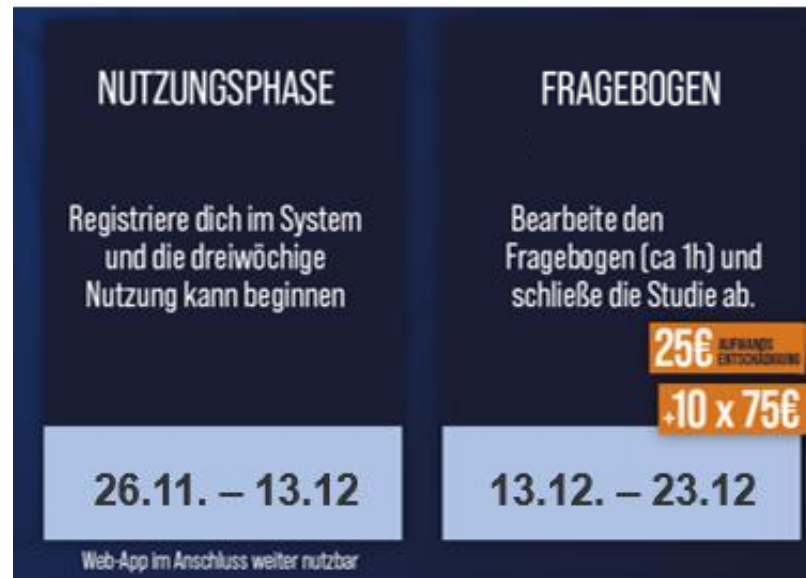 NUTZUNGSPHASE
Registriere dich im System
und die dreiwöchige
Nutzung kann beginnen
26.11. – 13.12
Web-App im Anschluss weiter nutzbar
FRAGEBOGEN
Bearbeite den
Fragebogen (ca 1h) und
schließe die Studie ab.
25€ AUFWANDS
ENTSCHÄDIGUNG
+10 x 75€
13.12. – 23.12